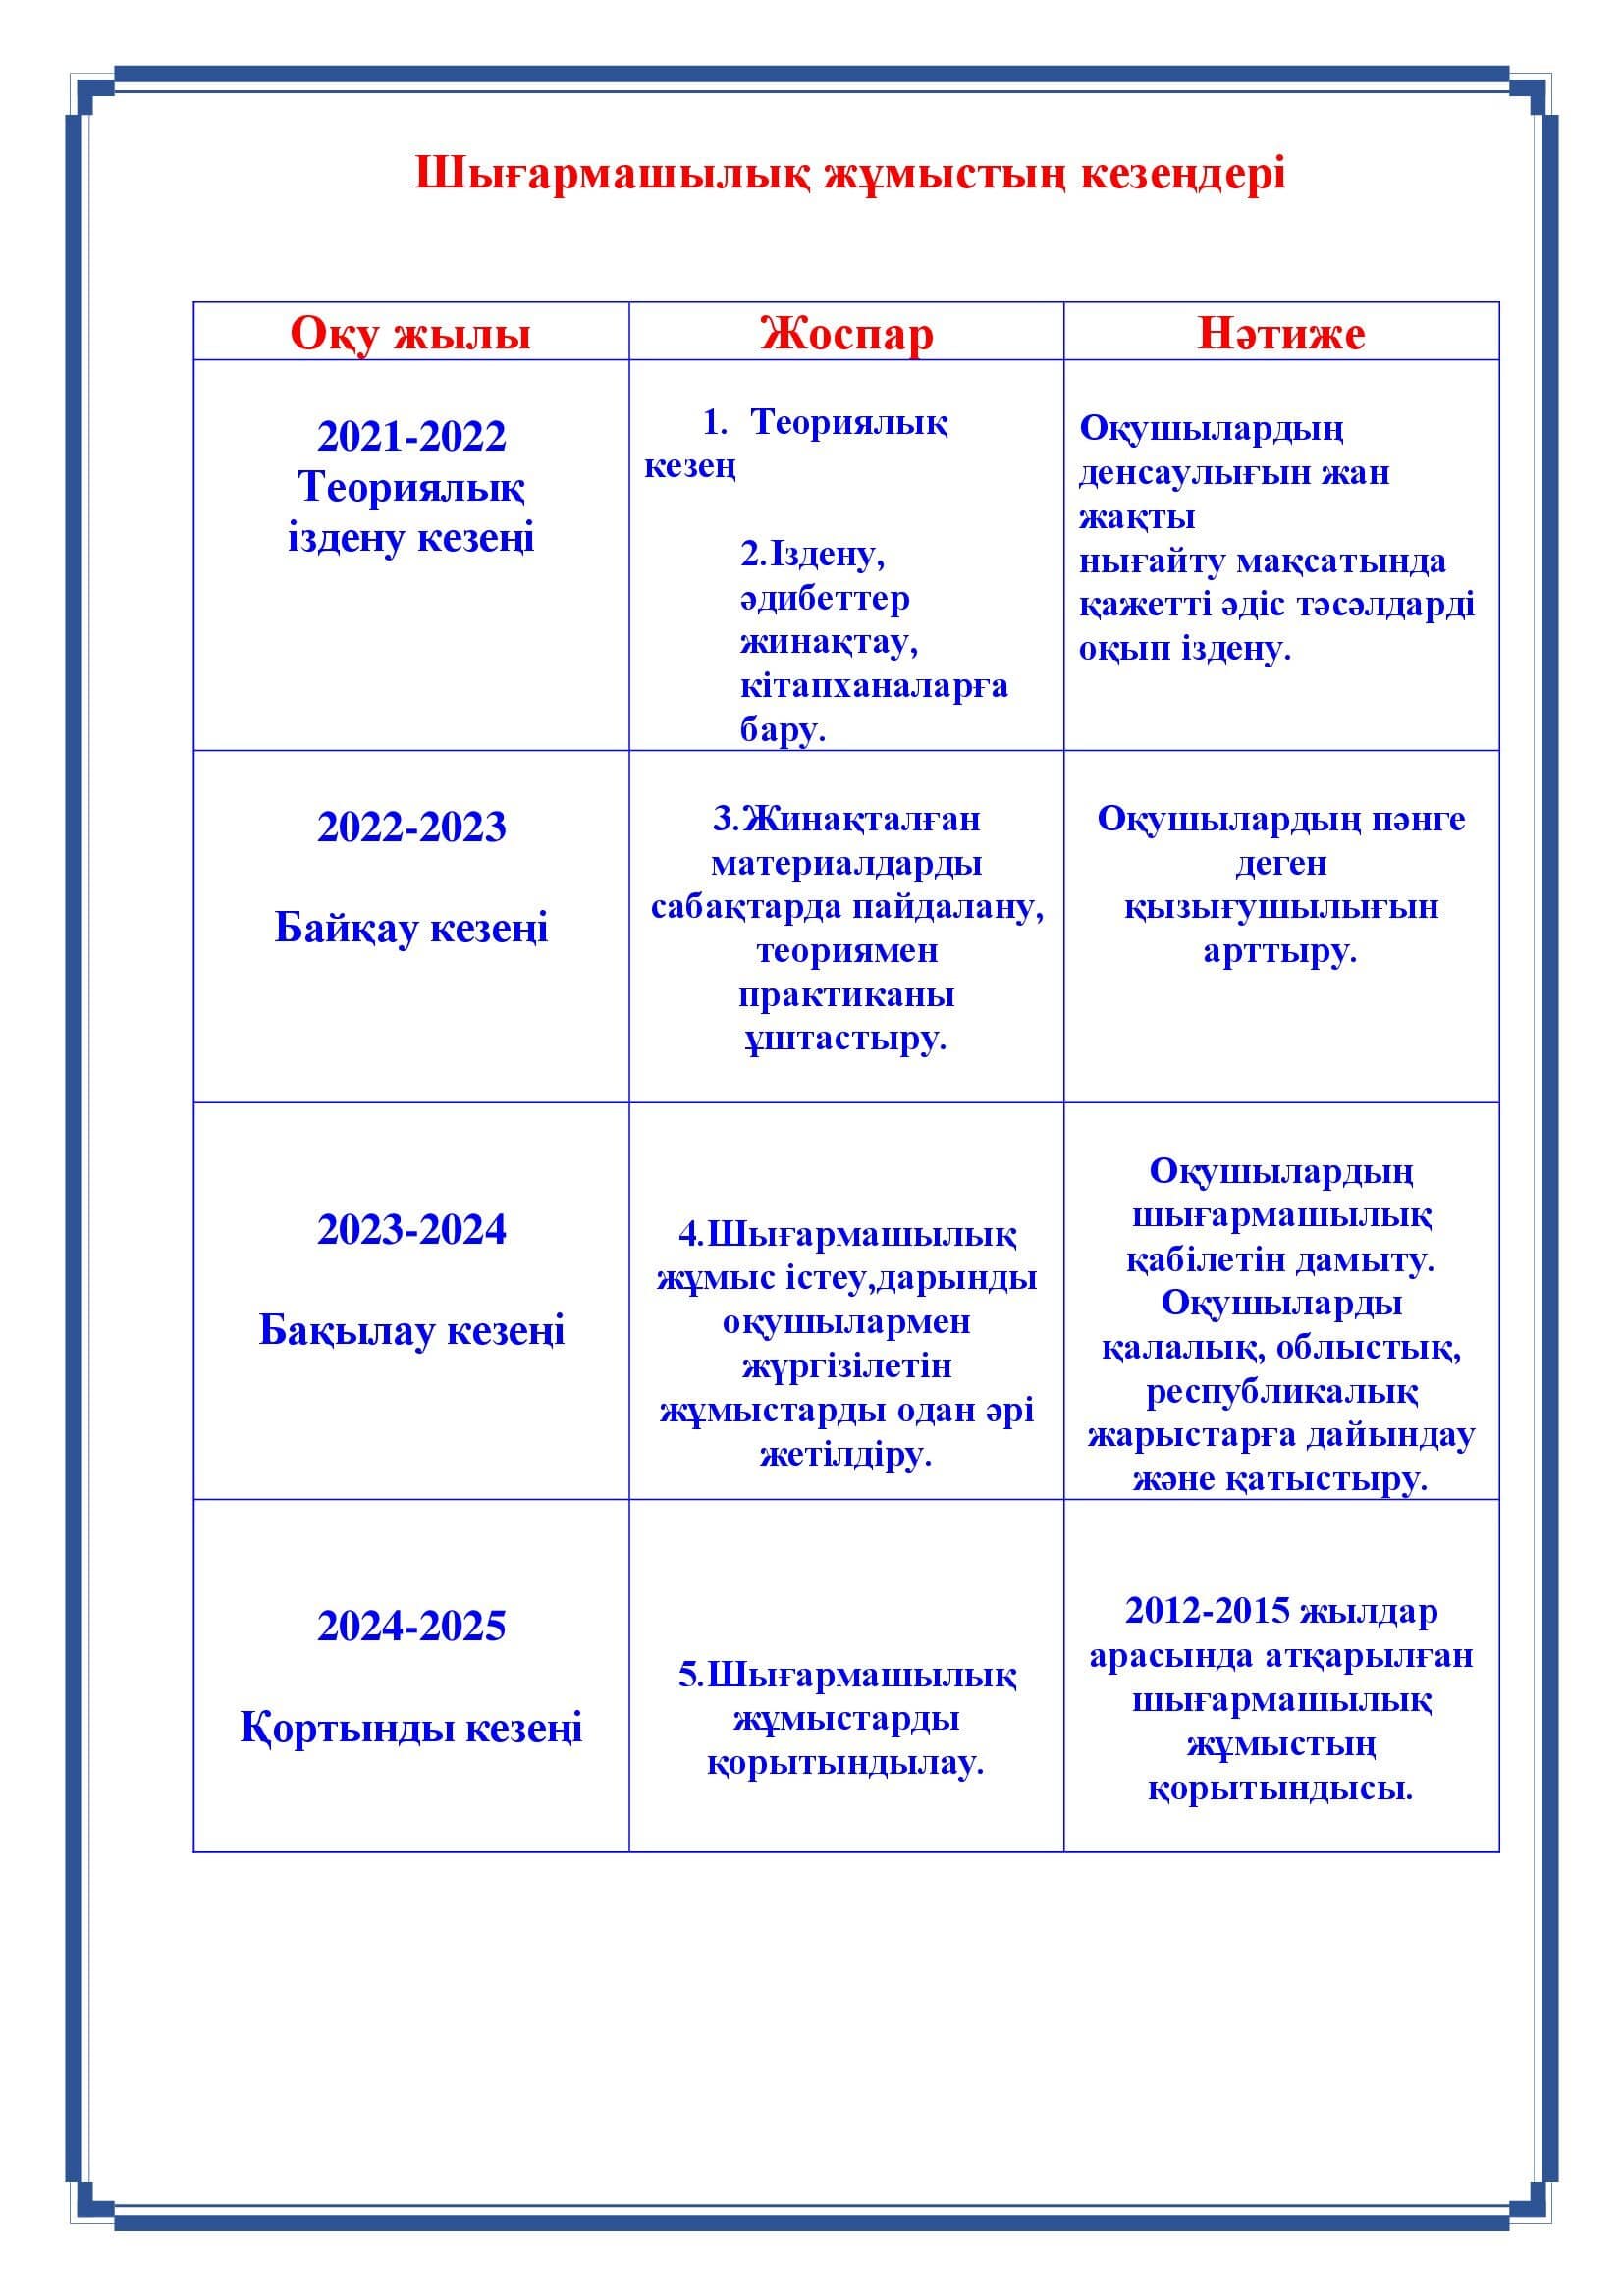 Шығармашылық жұмыстың кезеңдері
Оқу жылы
Жоспар
Нәтиже
2021-2022
Теориялық
іздену кезеңі
1. Теориялық
кезең
2.Іздену,
әдибеттер
жинақтау,
кітапханаларға
бару.
Оқушылардың
денсаулығын жан
жақты
нығайту мақсатында
қажетті әдіс тәсәлдарді
оқып іздену.
2022-2023
Байқау кезеңі
3.Жинақталған
материалдарды
сабақтарда пайдалану,
теориямен
практиканы
ұштастыру.
Оқушылардың пәнге
деген
қызығушылығын
арттыру.
2023-2024
Бақылау кезеңі
4.Шығармашылық
жұмыс істеу,дарынды
оқушылармен
жүргізілетін
жұмыстарды одан әрі
жетілдіру.
Оқушылардың
шығармашылық
қабілетін дамыту.
Оқушыларды
қалалық, облыстық,
республикалық
жарыстарға дайындау
және қатыстыру.
2024-2025
Қортынды кезеңі
5.Шығармашылық
жұмыстарды
қорытындылау.
2012-2015 жылдар
арасында атқарылған
шығармашылық
жұмыстың
қорытындысы.